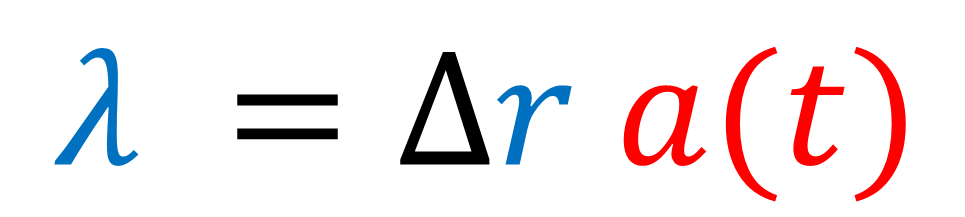 λ = Δr a(t)